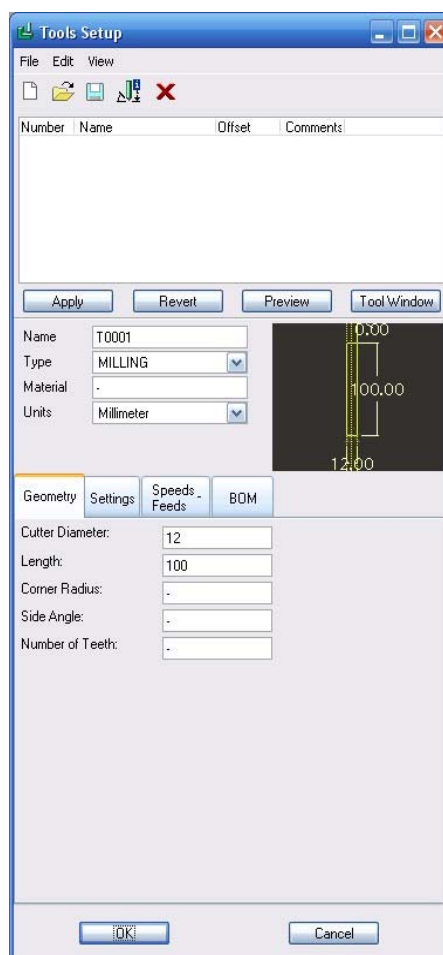 Tools Setup
File Edit View
Number Name Offset Comments
Apply Revert Preview Tool Window
Name T0001
Type MILLING
Material -
Units Millimeter
0.00
100.00
12.00
Geometry Settings Speeds - Feeds BOM
Cutter Diameter: 12
Length: 100
Corner Radius: -
Side Angle: -
Number of Teeth: -
OK Cancel